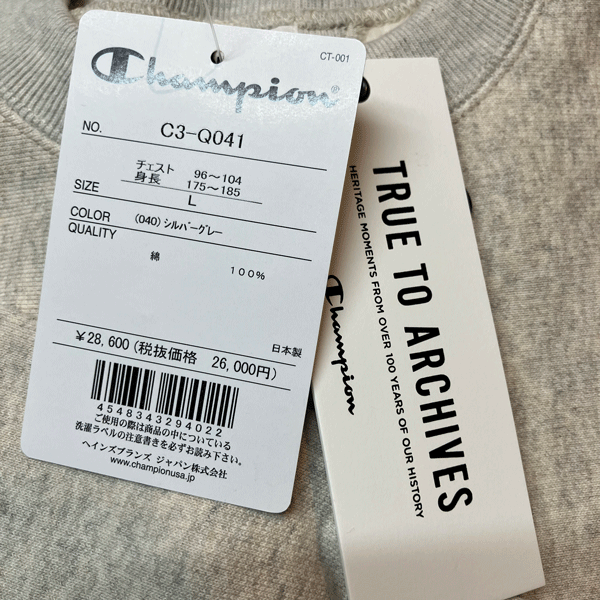 CT-001
Champion
NO. C3-Q041
チェスト 96～104
身長 175～185
SIZE L
COLOR (040)シルバーグレー
QUALITY
綿 100%
日本製
¥28,600(税抜価格 26,000円)
4548343294022
ご使用の際は商品の中についている
洗濯ラベルの注意書きを必ずお読み下さい。
ヘインズブランズ ジャパン株式会社
www.championusa.jp
TRUE TO ARCHIVES
HERITAGE MOMENTS FROM OVER 100 YEARS OF OUR HISTORY
Champion